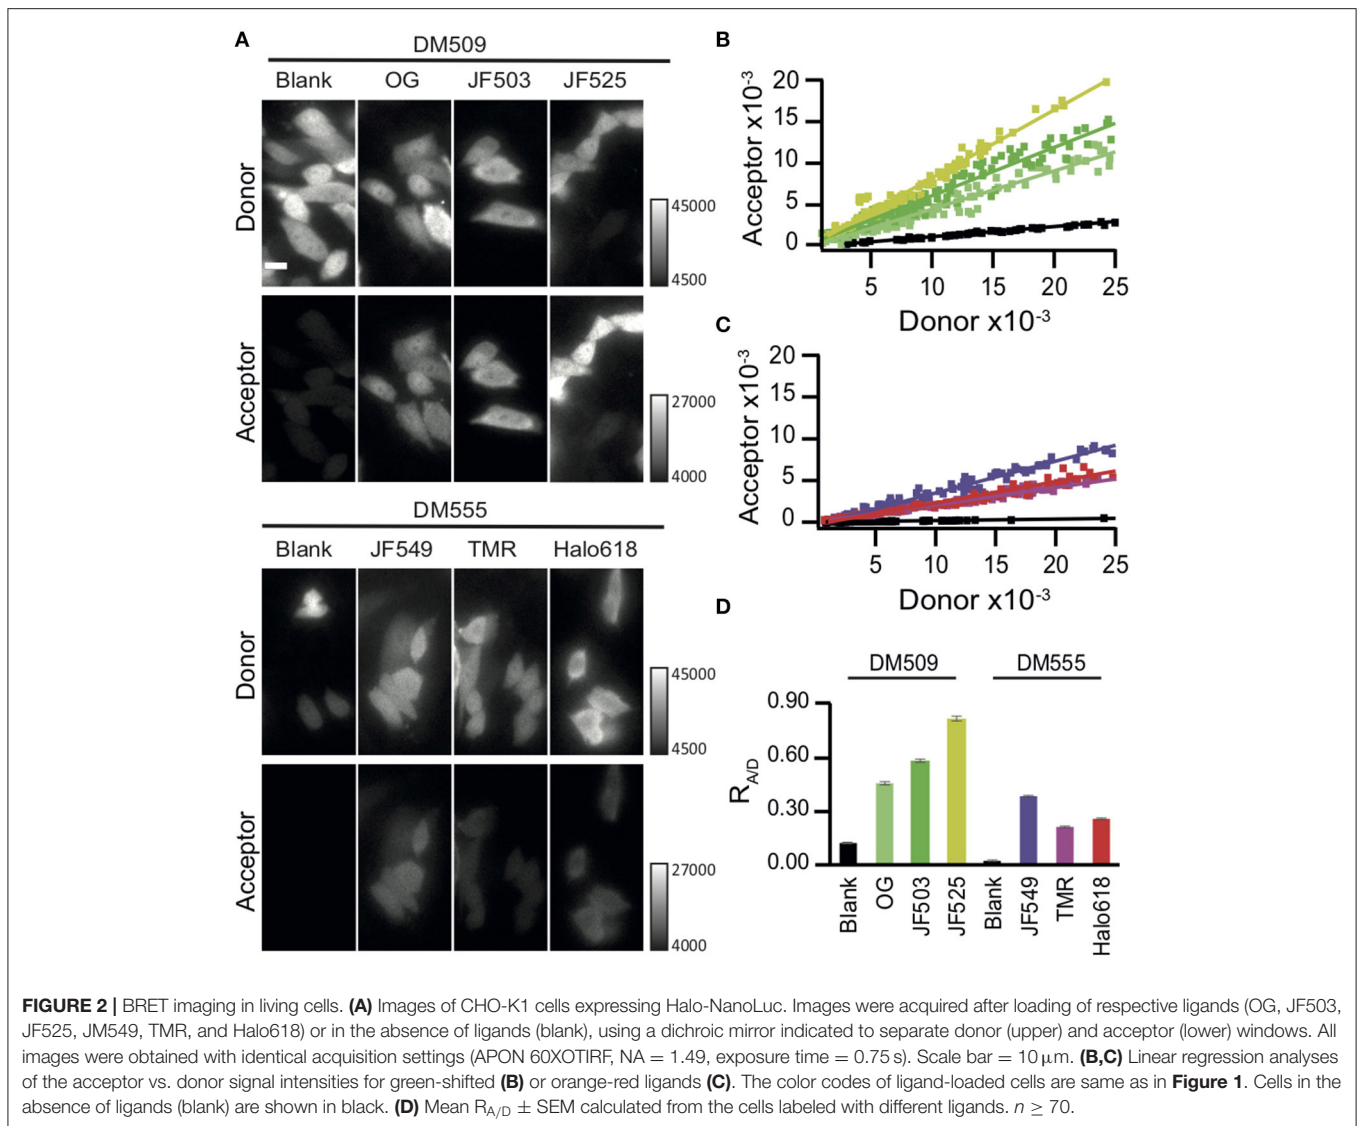 A
DM509
Blank OG JF503 JF525
Donor
45000
4500
Acceptor
27000
4000
DM555
Blank JF549 TMR Halo618
Donor
45000
4500
Acceptor
27000
4000
B
Acceptor x10-3
20
15
10
5
0
5 10 15 20 25
Donor x10-3
C
Acceptor x10-3
20
15
10
5
0
5 10 15 20 25
Donor x10-3
D
DM509 DM555
RA/D
0.90
0.60
0.30
0.00
Blank OG JF503 JF525 Blank JF549 TMR Halo618
FIGURE 2 | BRET imaging in living cells. (A) Images of CHO-K1 cells expressing Halo-NanoLuc. Images were acquired after loading of respective ligands (OG, JF503,
JF525, JM549, TMR, and Halo618) or in the absence of ligands (blank), using a dichroic mirror indicated to separate donor (upper) and acceptor (lower) windows. All
images were obtained with identical acquisition settings (APON 60XOTIRF, NA = 1.49, exposure time = 0.75 s). Scale bar = 10 μm. (B,C) Linear regression analyses
of the acceptor vs. donor signal intensities for green-shifted (B) or orange-red ligands (C). The color codes of ligand-loaded cells are same as in Figure 1. Cells in the
absence of ligands (blank) are shown in black. (D) Mean RA/D ± SEM calculated from the cells labeled with different ligands. n ≥ 70.